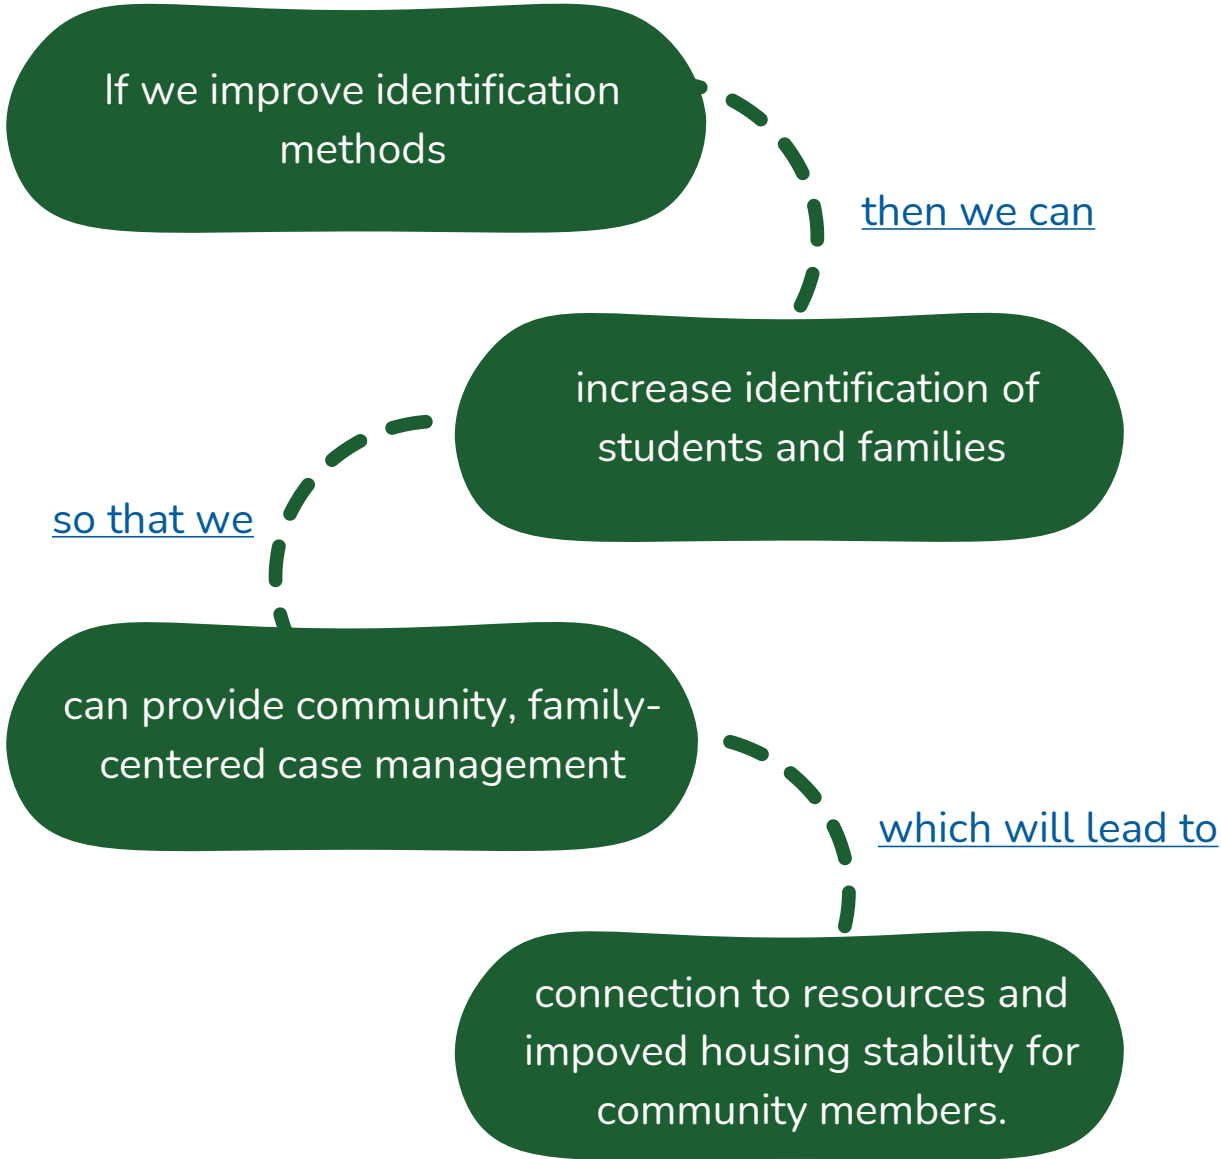 If we improve identification
methods
then we can
increase identification of
students and families
so that we
can provide community, family-
centered case management
which will lead to
connection to resources and
impoved housing stability for
community members.